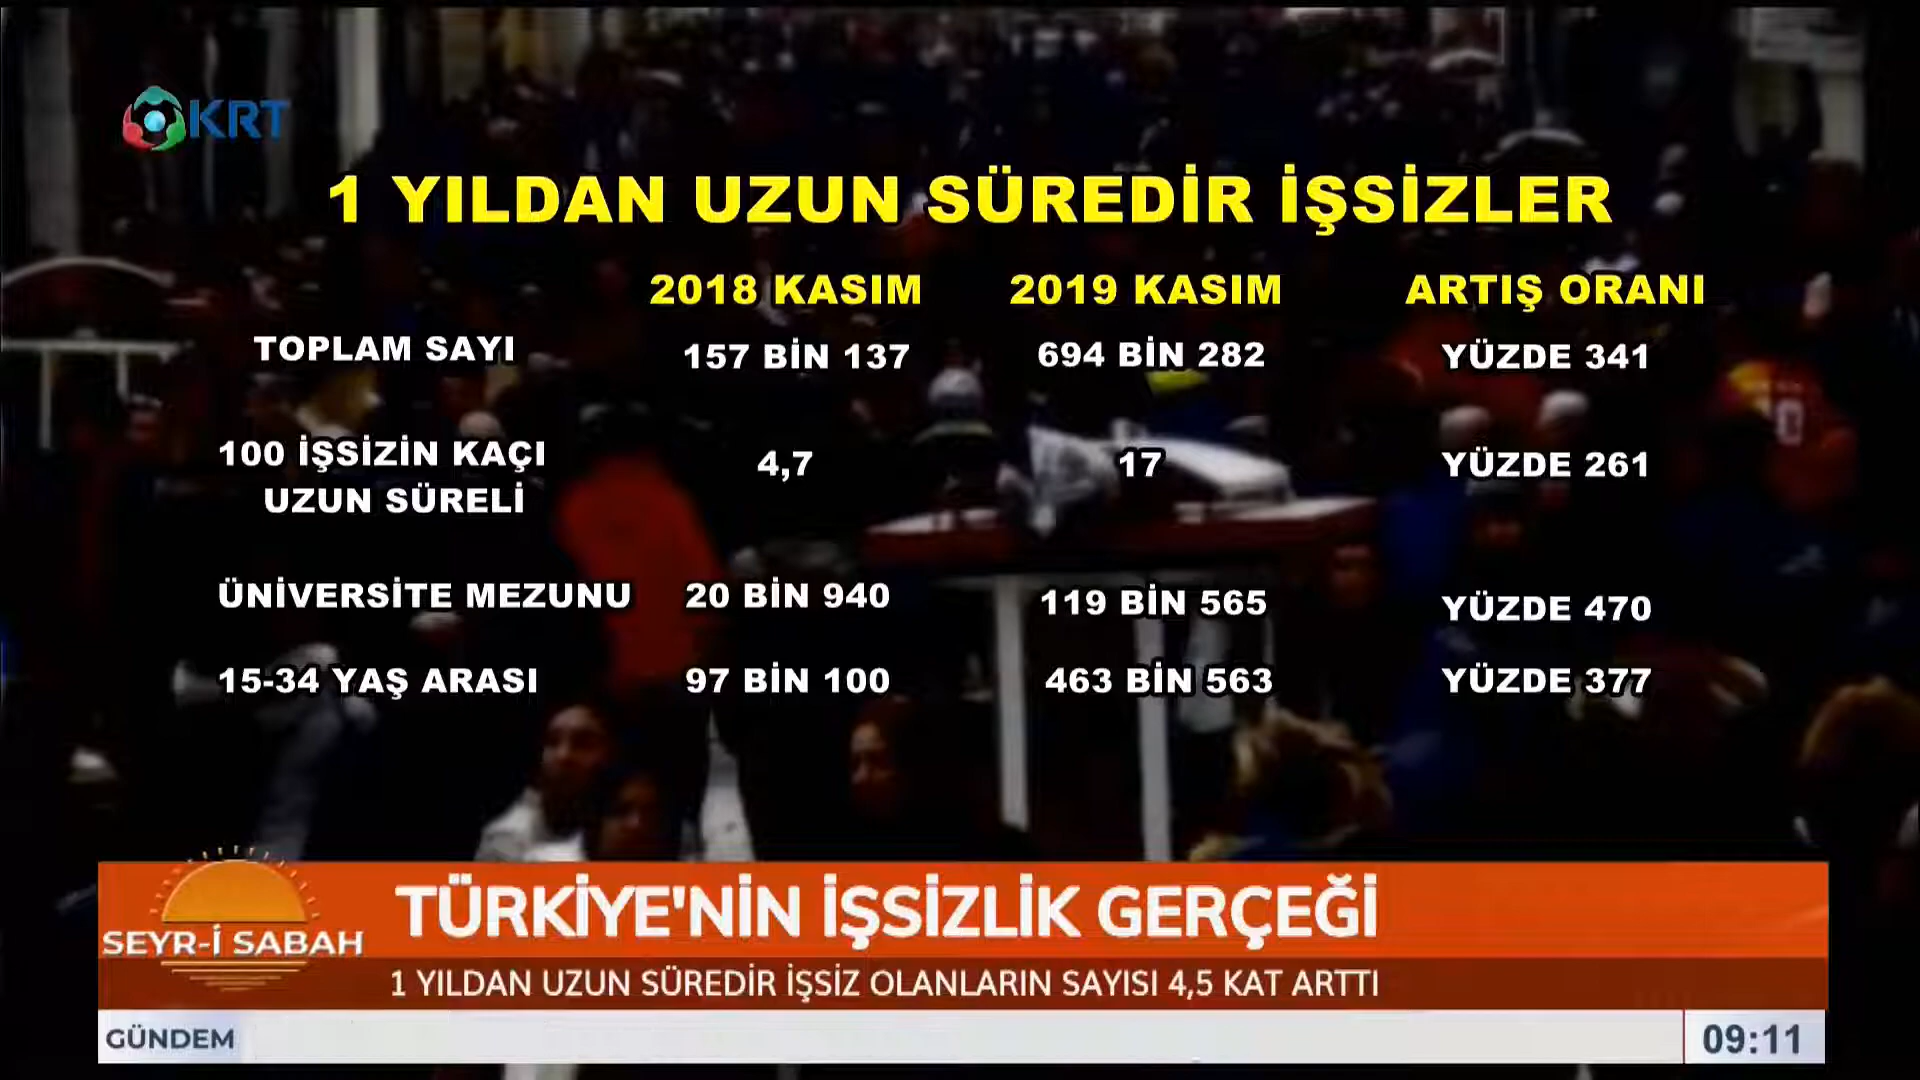 KRT
1 YILDAN UZUN SÜREDİR İŞSİZLER
2018 KASIM 2019 KASIM ARTIŞ ORANI
TOPLAM SAYI 157 BİN 137 694 BİN 282 YÜZDE 341
100 İŞSİZİN KAÇI
UZUN SÜRELİ 4,7 17 YÜZDE 261
ÜNİVERSİTE MEZUNU 20 BİN 940 119 BİN 565 YÜZDE 470
15-34 YAŞ ARASI 97 BİN 100 463 BİN 563 YÜZDE 377
SEYR-İ SABAH
TÜRKİYE'NİN İŞSİZLİK GERÇEĞİ
1 YILDAN UZUN SÜREDİR İŞSİZ OLANLARIN SAYISI 4,5 KAT ARTTI
GÜNDEM 09:11